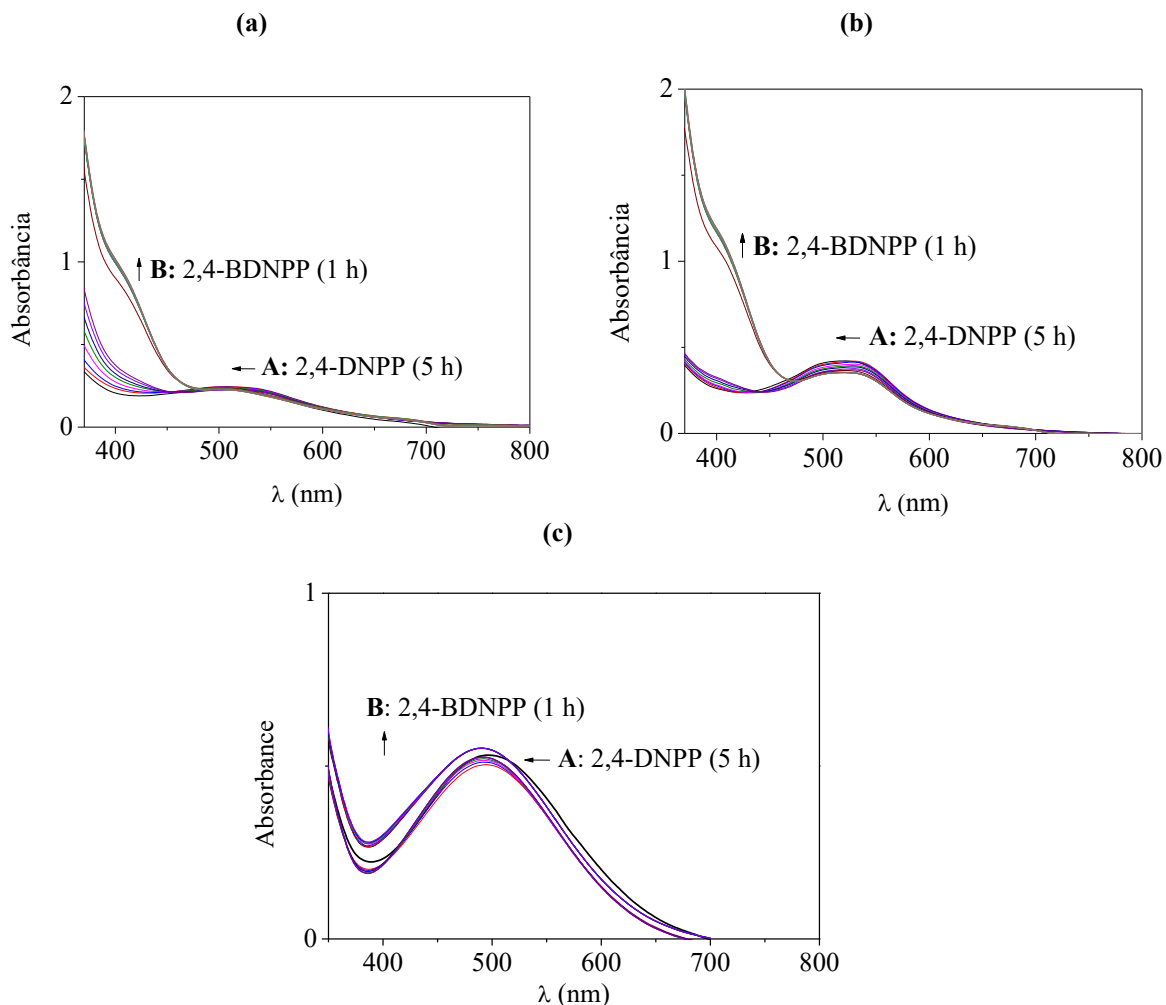 (a)
(b)
2
1
0
Absorbância
B: 2,4-BDNPP (1 h)
A: 2,4-DNPP (5 h)
400 500 600 700 800
λ (nm)
2
1
0
Absorbância
B: 2,4-BDNPP (1 h)
A: 2,4-DNPP (5 h)
400 500 600 700 800
λ (nm)
(c)
1
0
Absorbance
B: 2,4-BDNPP (1 h)
A: 2,4-DNPP (5 h)
400 500 600 700 800
λ (nm)